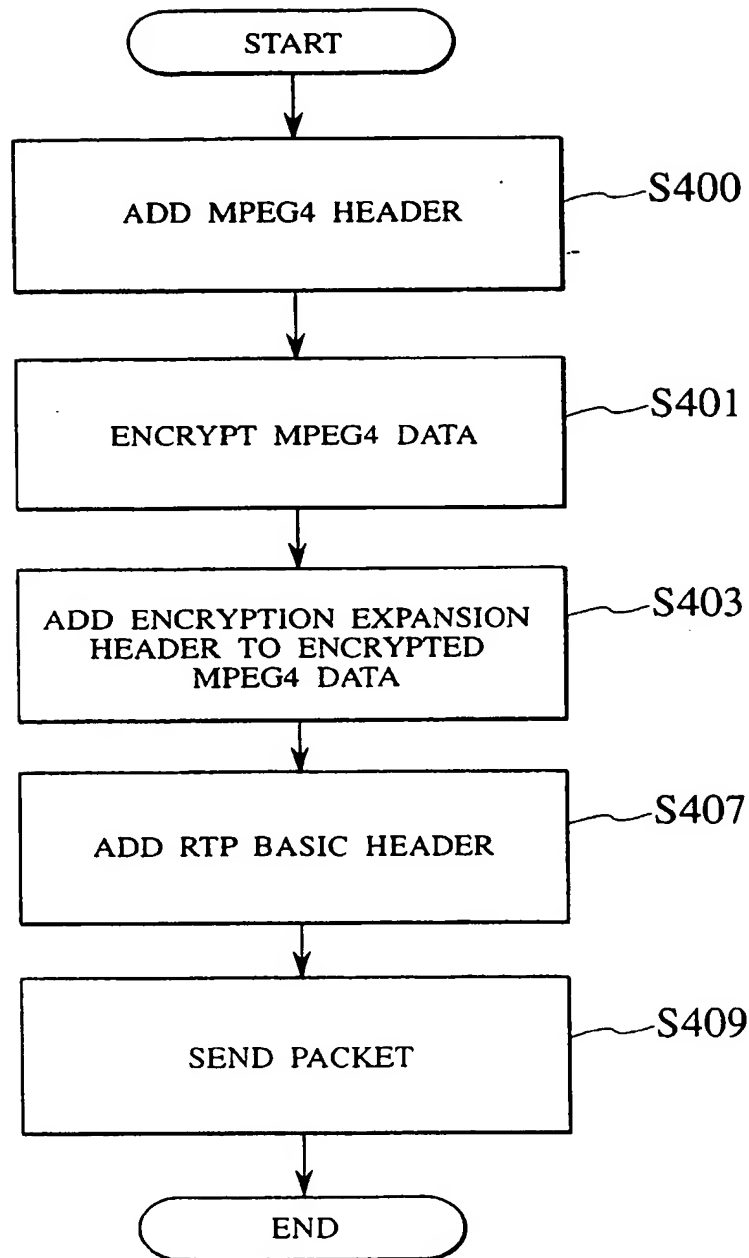 START
ADD MPEG4 HEADER
S400
ENCRYPT MPEG4 DATA
S401
ADD ENCRYPTION EXPANSION
HEADER TO ENCRYPTED
MPEG4 DATA
S403
ADD RTP BASIC HEADER
S407
SEND PACKET
S409
END